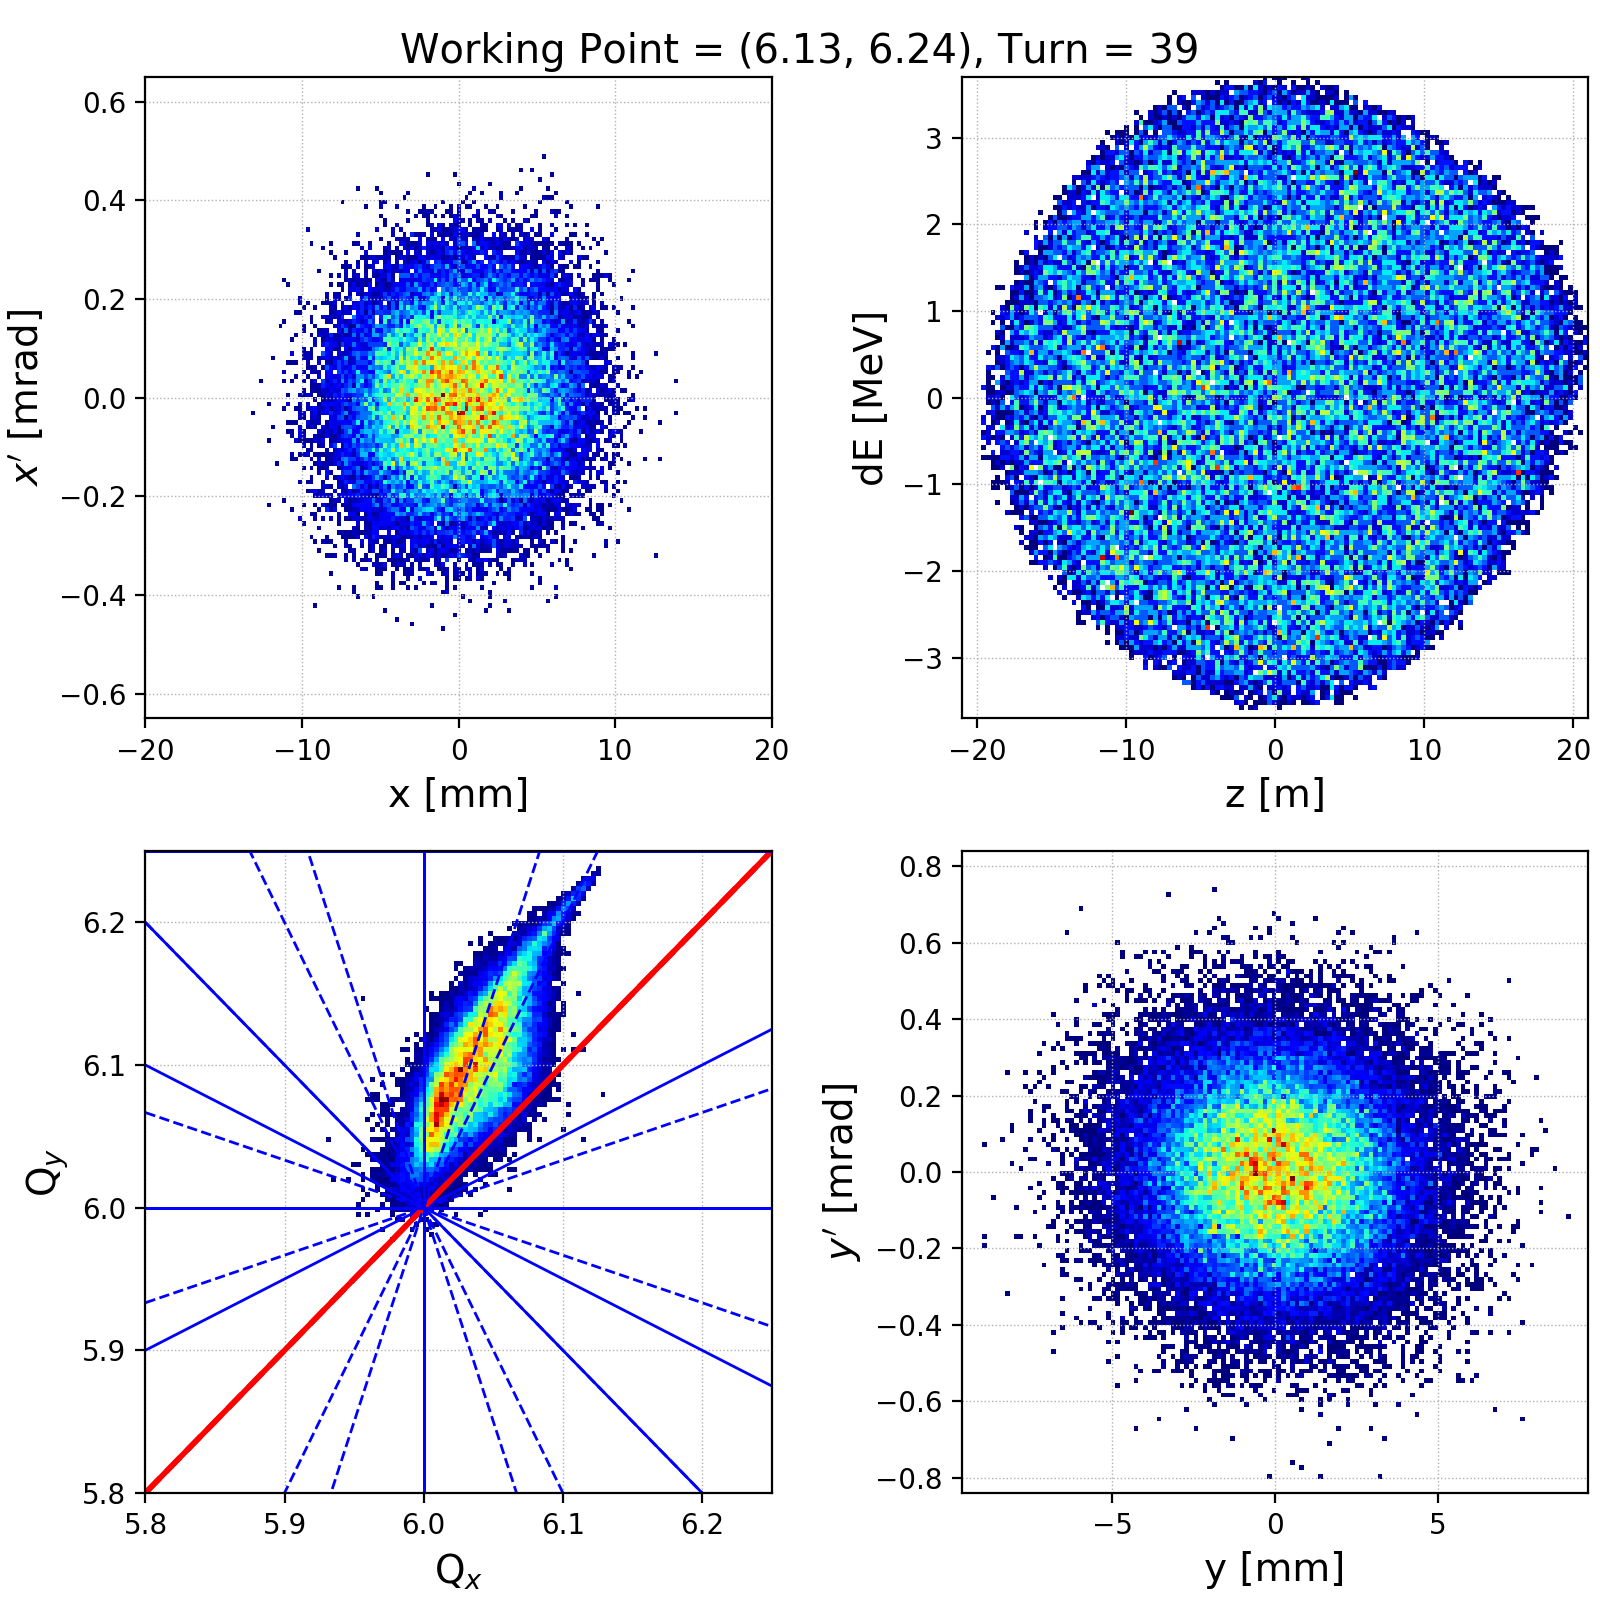 Working Point = (6.13, 6.24), Turn = 39
0.6
0.4
0.2
0.0
−0.2
−0.4
−0.6
x′ [mrad]
−20 −10 0 10 20
x [mm]
3
2
1
0
−1
−2
−3
dE [MeV]
−20 −10 0 10 20
z [m]
6.2
6.1
6.0
5.9
5.8
Qy
5.8 5.9 6.0 6.1 6.2
Qx
0.8
0.6
0.4
0.2
0.0
−0.2
−0.4
−0.6
−0.8
y′ [mrad]
−5 0 5
y [mm]